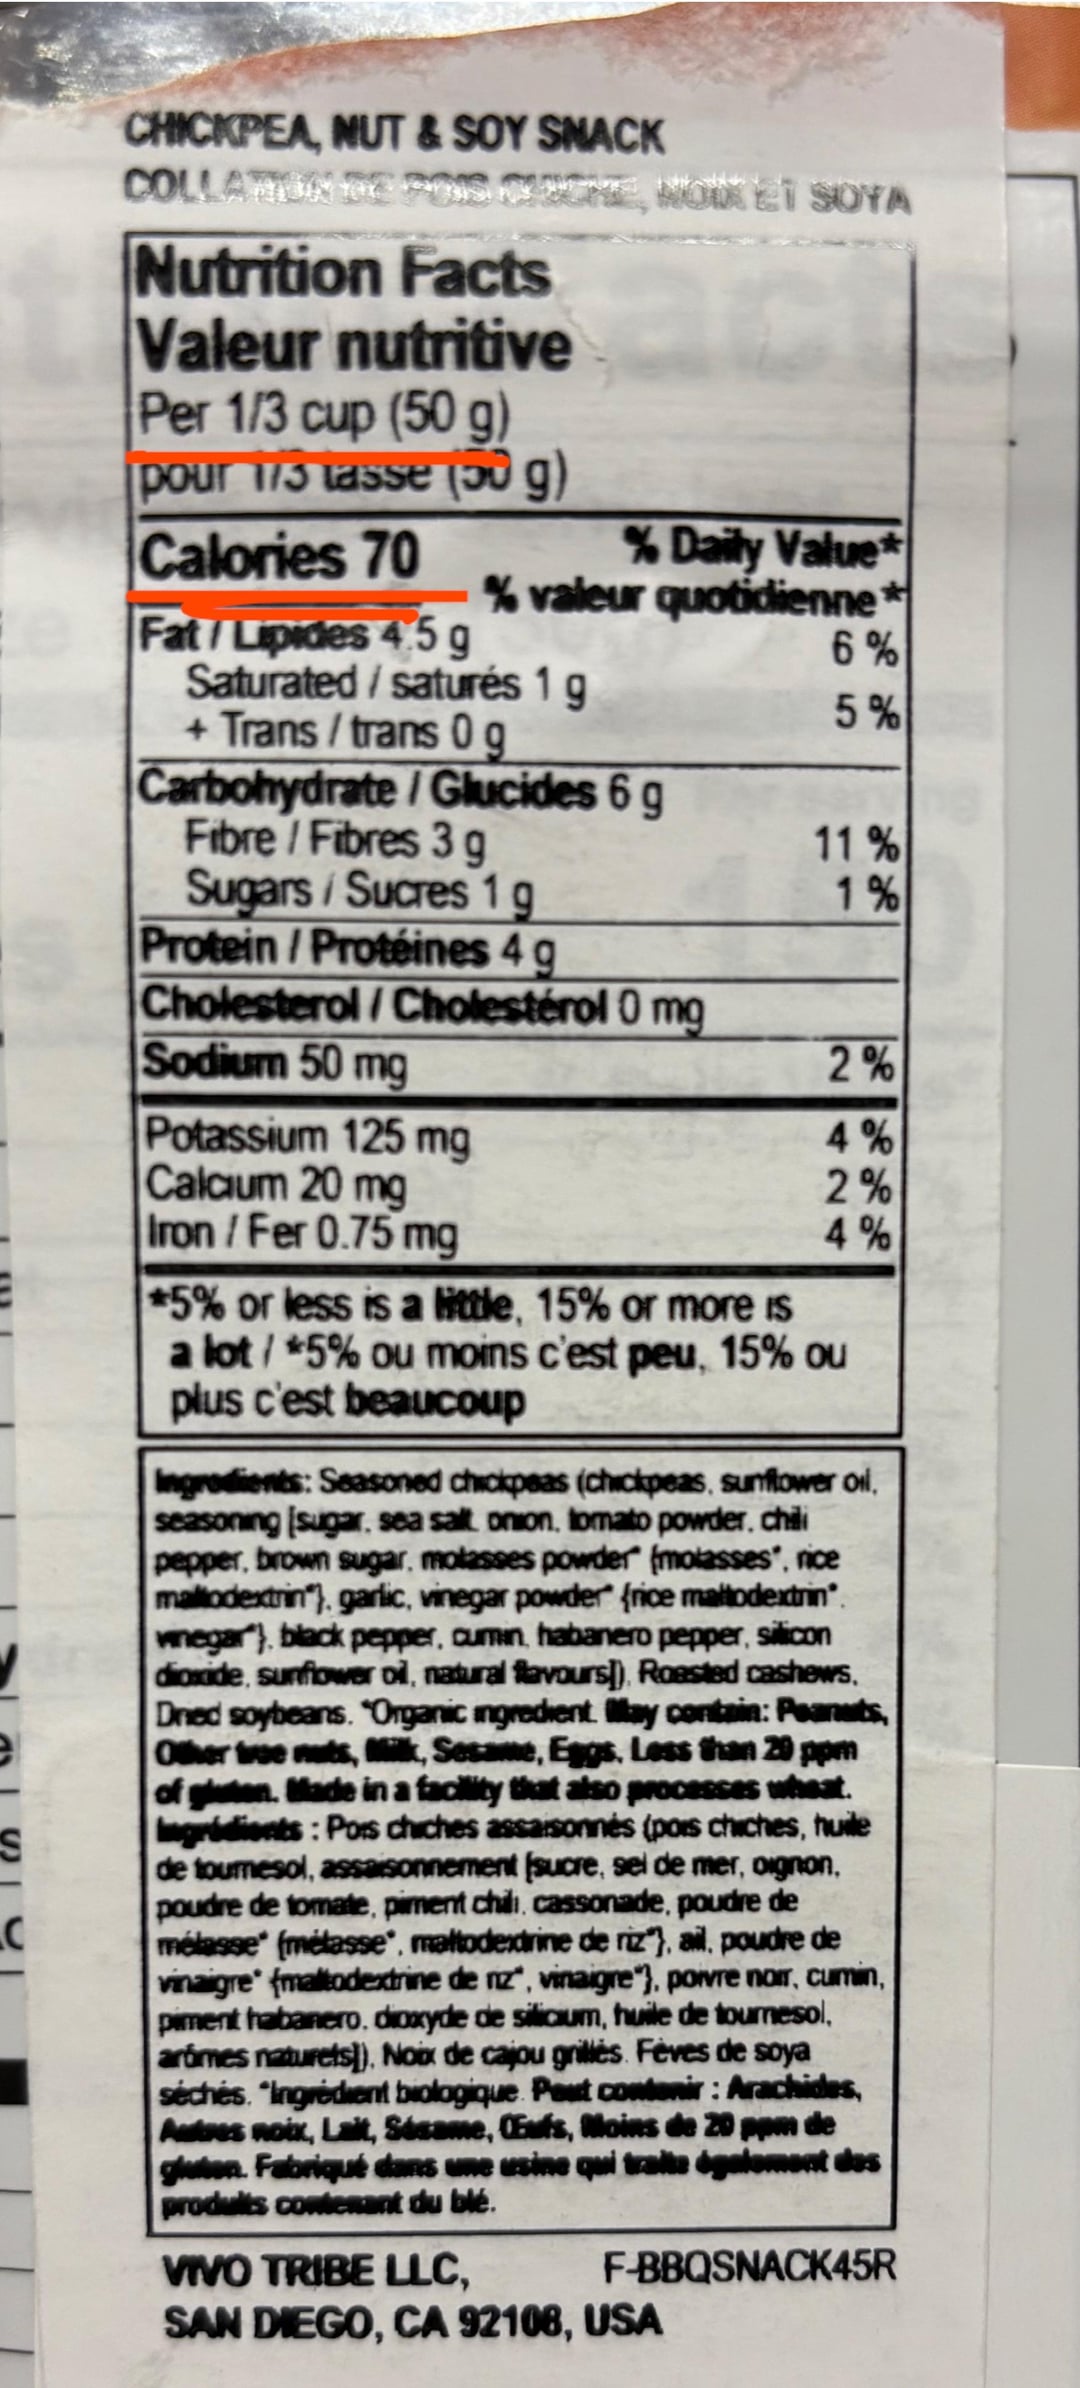 CHICKPEA, NUT & SOY SNACK
COLLATION DE POIS CHICHE, NOIX ET SOYA
Nutrition Facts
Valeur nutritive
Per 1/3 cup (50 g)
pour 1/3 tasse (50 g)
Calories 70
% Daily Value*
% valeur quotidienne*
Fat / Lipides 4.5 g 6 %
Saturated / saturés 1 g
+ Trans / trans 0 g 5 %
Carbohydrate / Glucides 6 g
Fibre / Fibres 3 g 11 %
Sugars / Sucres 1 g 1 %
Protein / Protéines 4 g
Cholesterol / Cholestérol 0 mg
Sodium 50 mg 2 %
Potassium 125 mg 4 %
Calcium 20 mg 2 %
Iron / Fer 0.75 mg 4 %
*5% or less is a little, 15% or more is
a lot / *5% ou moins c'est peu, 15% ou
plus c'est beaucoup
Ingredients: Seasoned chickpeas (chickpeas, sunflower oil,
seasoning [sugar, sea salt, onion, tomato powder, chili
pepper, brown sugar, molasses powder* {molasses*, rice
maltodextrin*}, garlic, vinegar powder* {rice maltodextrin*,
vinegar*}, black pepper, cumin, habanero pepper, silicon
dioxide, sunflower oil, natural flavours]), Roasted cashews,
Dried soybeans. *Organic ingredient. May contain: Peanuts,
Other tree nuts, Milk, Sesame, Eggs, Less than 20 ppm
of gluten. Made in a facility that also processes wheat.
Ingrédients : Pois chiches assaisonnés (pois chiches, huile
de tournesol, assaisonnement [sucre, sel de mer, oignon,
poudre de tomate, piment chili, cassonade, poudre de
mélasse* {mélasse*, maltodextrine de riz*}, ail, poudre de
vinaigre* {maltodextrine de riz*, vinaigre*}, poivre noir, cumin,
piment habanero, dioxyde de silicium, huile de tournesol,
arômes naturels]), Noix de cajou grillés. Fèves de soya
séchés. *Ingrédient biologique. Peut contenir : Arachides,
Autres noix, Lait, Sésame, Œufs, Moins de 20 ppm de
gluten. Fabriqué dans une usine qui traite également des
produits contenant du blé.
VIVO TRIBE LLC, F-BBQSNACK45R
SAN DIEGO, CA 92108, USA